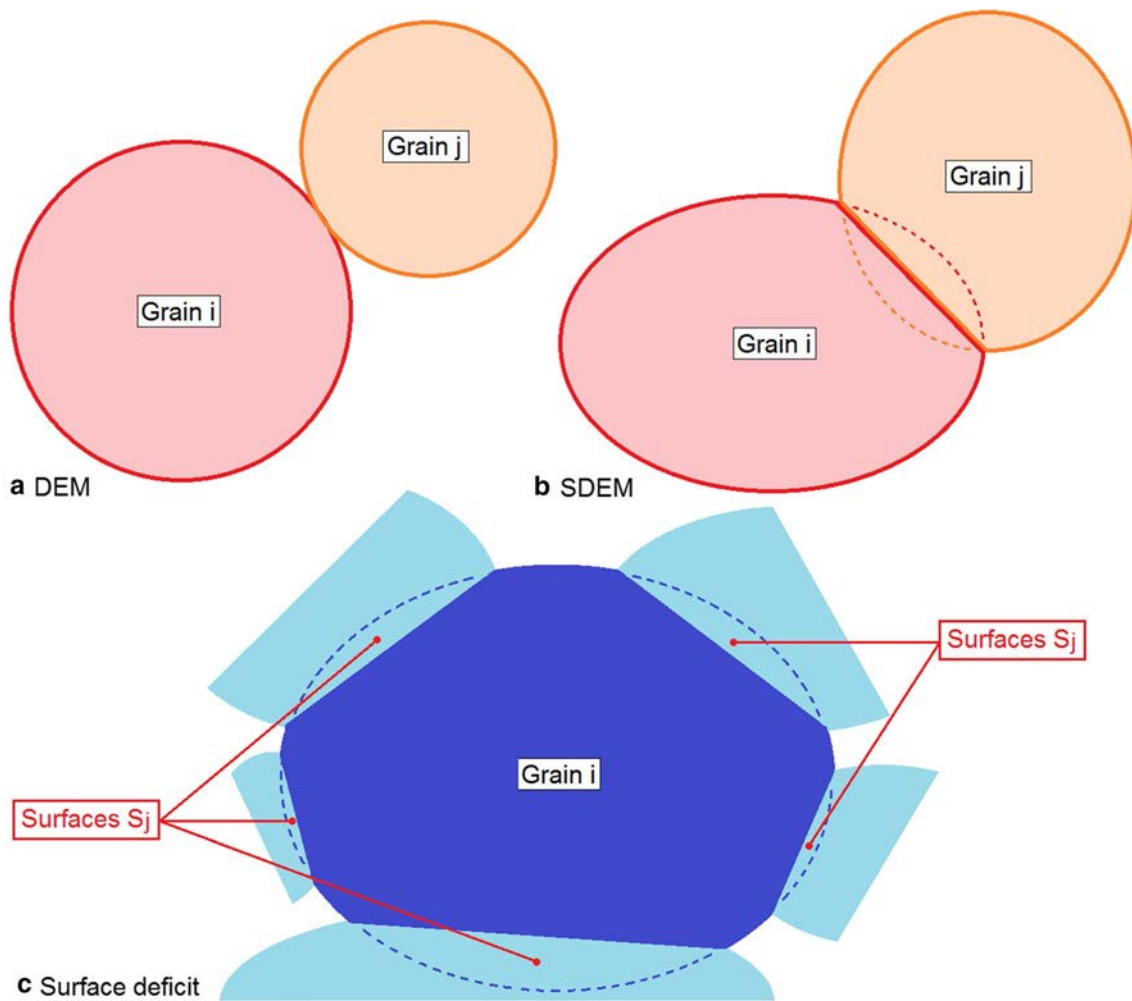 Grain j
Grain i
Grain j
Grain i
a DEM
b SDEM
Surfaces Sj
Grain i
Surfaces Sj
c Surface deficit